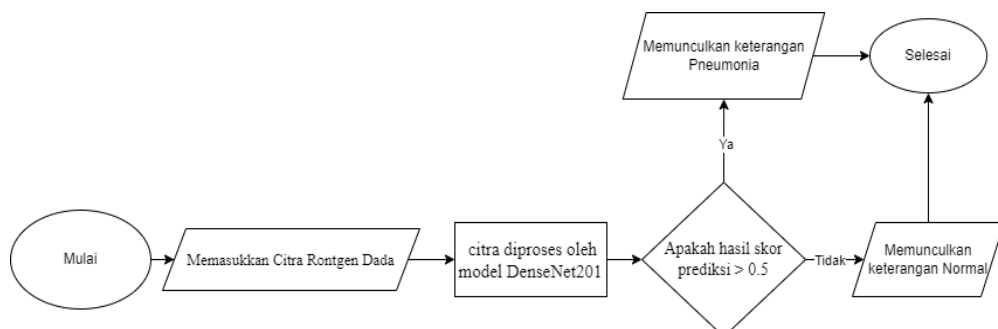 Memunculkan keterangan
Pneumonia
Selesai
Ya
Mulai
Memasukkan Citra Rontgen Dada
citra diproses oleh
model DenseNet201
Apakah hasil skor
prediksi > 0.5
Tidak
Memunculkan
keterangan Normal